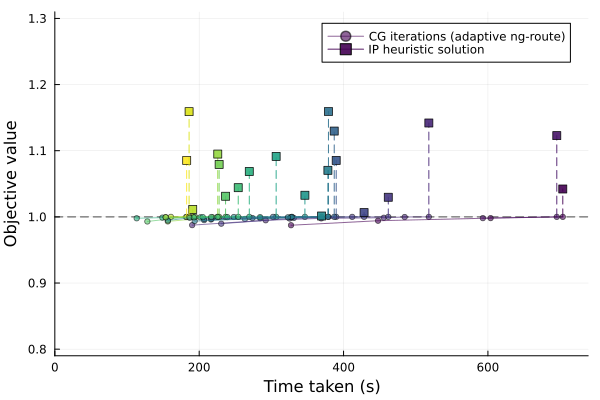 1.3
CG iterations (adaptive ng-route)
IP heuristic solution
1.2
1.1
1.0
0.9
0.8
Objective value
0
200
400
600
Time taken (s)